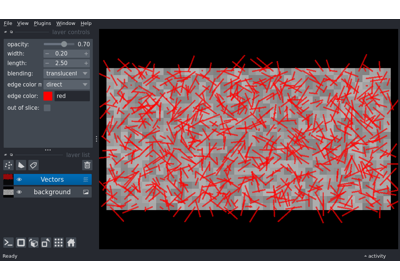 File View Plugins Window Help
layer controls
opacity: 0.70
width: 0.20
length: 2.50
blending: translucent
edge color m direct
edge color: red
out of slice:
layer list
Vectors
background
Ready activity